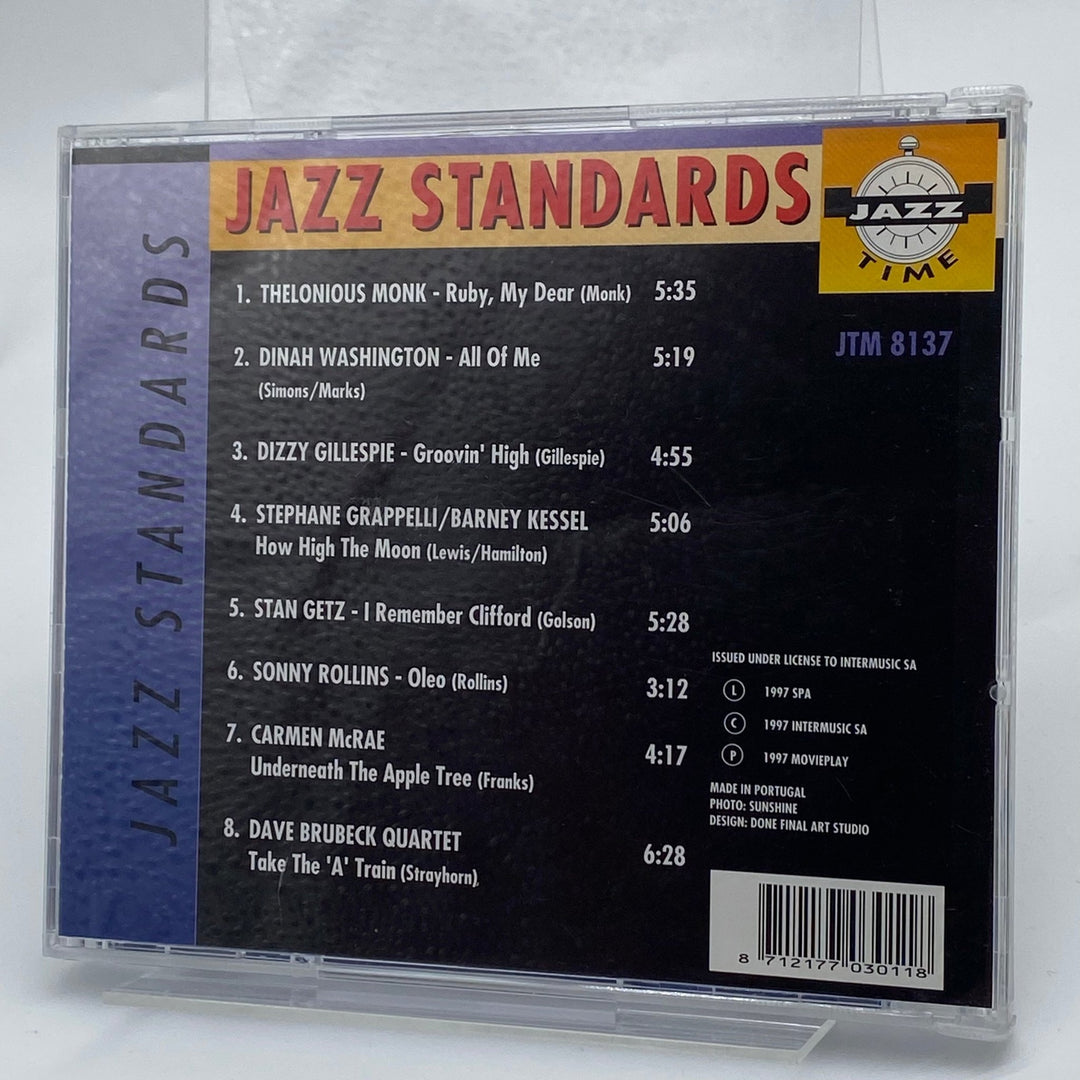 JAZZ STANDARDS
JAZZ STANDARDS
JAZZ
TIME
JTM 8137
1. THELONIOUS MONK - Ruby, My Dear (Monk) 5:35
2. DINAH WASHINGTON - All Of Me 5:19
(Simons/Marks)
3. DIZZY GILLESPIE - Groovin' High (Gillespie) 4:55
4. STEPHANE GRAPPELLI/BARNEY KESSEL 5:06
How High The Moon (Lewis/Hamilton)
5. STAN GETZ - I Remember Clifford (Golson) 5:28
6. SONNY ROLLINS - Oleo (Rollins) 3:12
7. CARMEN McRAE 4:17
Underneath The Apple Tree (Franks)
8. DAVE BRUBECK QUARTET 6:28
Take The 'A' Train (Strayhorn)
ISSUED UNDER LICENSE TO INTERMUSIC SA
L 1997 SPA
C 1997 INTERMUSIC SA
P 1997 MOVIEPLAY
MADE IN PORTUGAL
PHOTO: SUNSHINE
DESIGN: DONE FINAL ART STUDIO
8 712177 030118